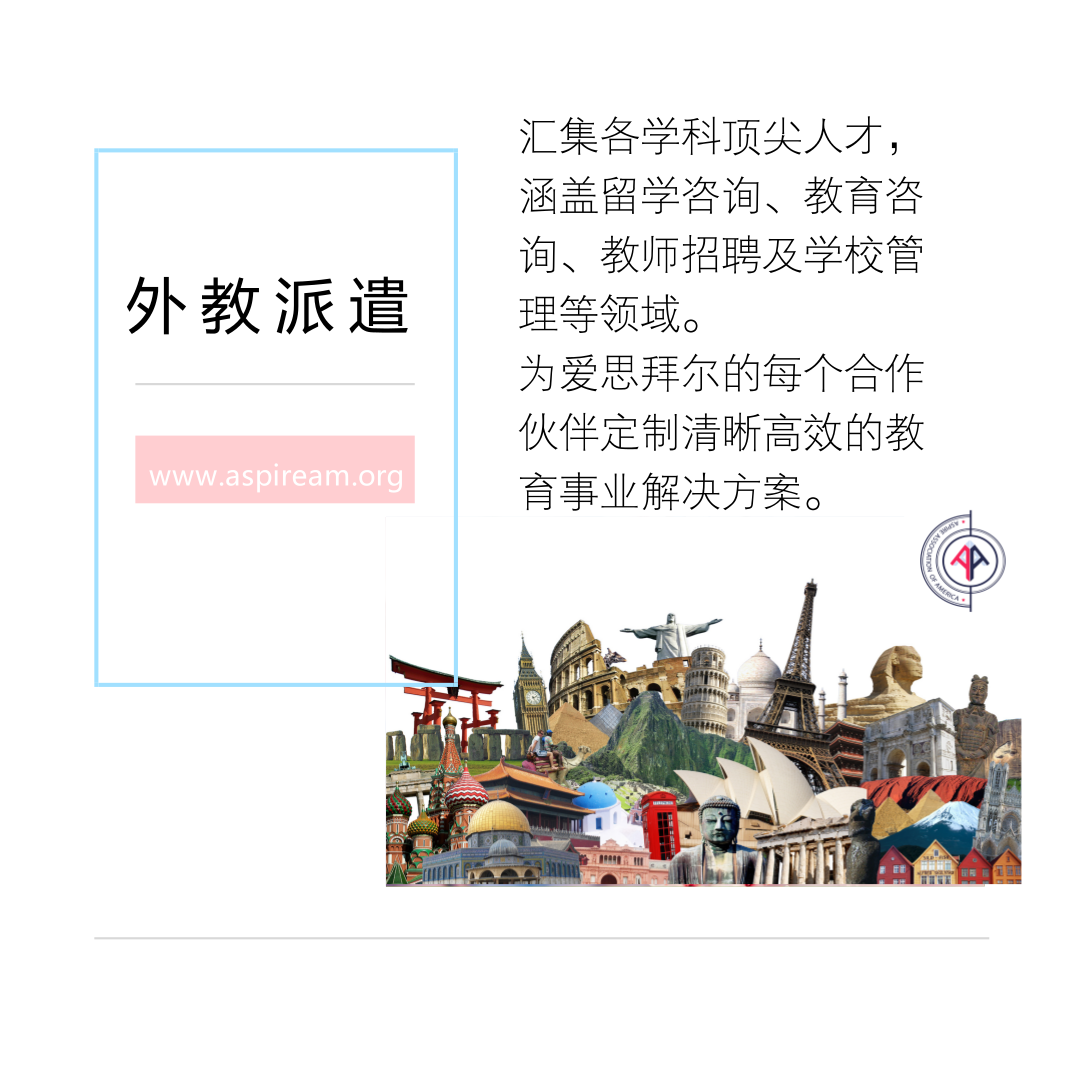 外教派遣
www.aspiream.org
汇集各学科顶尖人才，
涵盖留学咨询、教育咨
询、教师招聘及学校管
理等领域。
为爱思拜尔的每个合作
伙伴定制清晰高效的教
育事业解决方案。
ASPIRE ASSOCIATION OF AMERICA